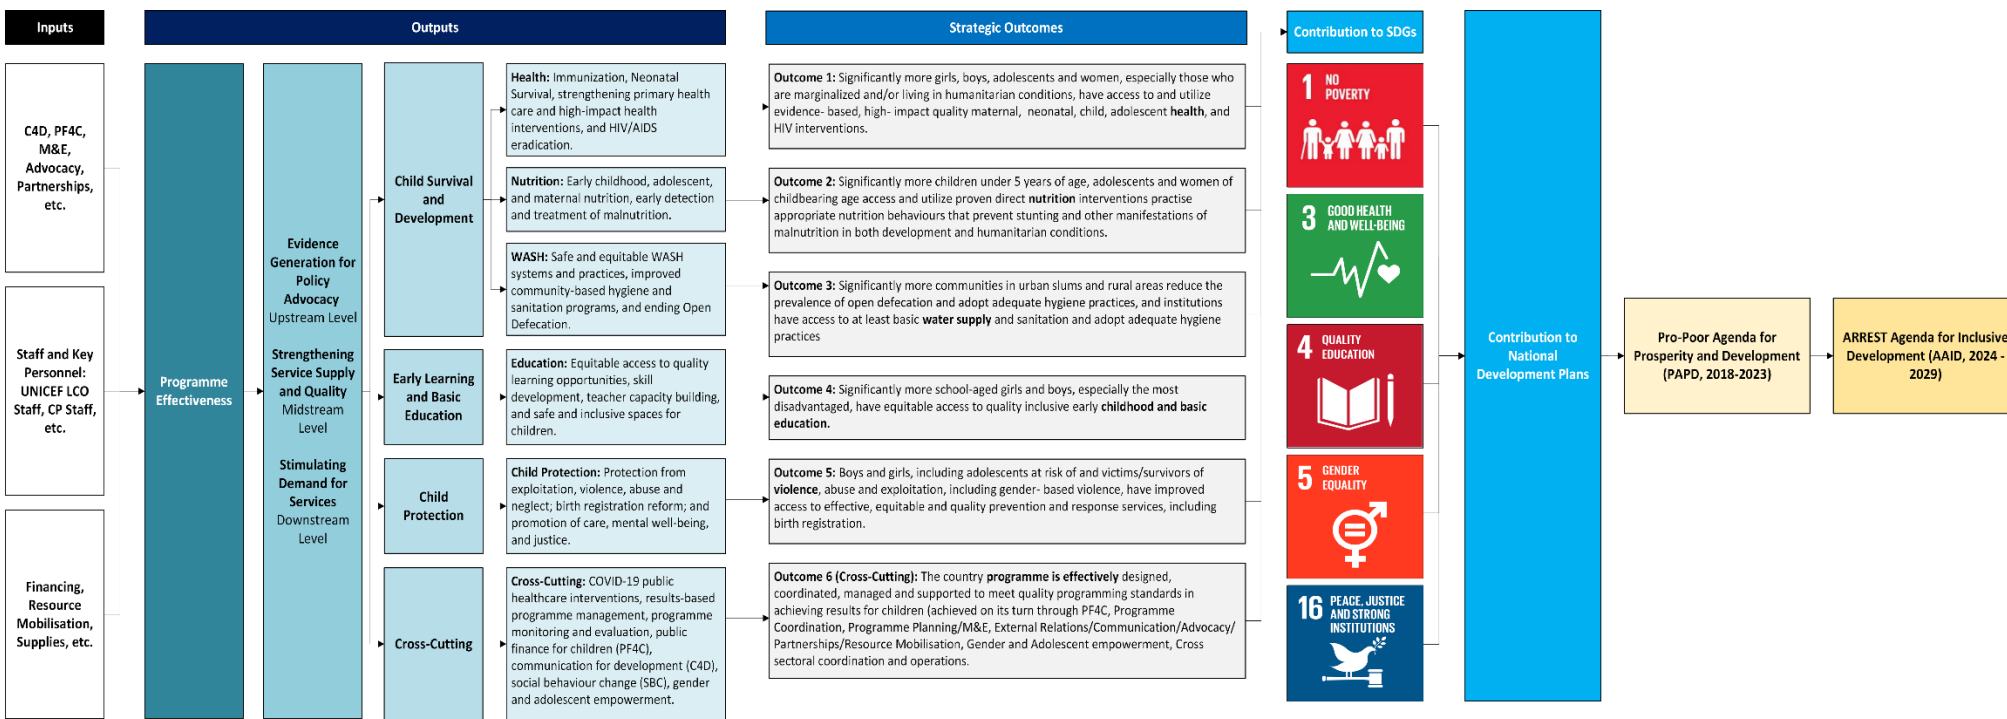 Inputs
Outputs
Strategic Outcomes
Contribution to SDGs
C4D, PF4C,
M&E,
Advocacy,
Partnerships,
etc.
Staff and Key
Personnel:
UNICEF LCO
Staff, CP Staff,
etc.
Financing,
Resource
Mobilisation,
Supplies, etc.
Programme
Effectiveness
Evidence
Generation for
Policy
Advocacy
Upstream Level
Strengthening
Service Supply
and Quality
Midstream
Level
Stimulating
Demand for
Services
Downstream
Level
Child Survival
and
Development
Early Learning
and Basic
Education
Child
Protection
Cross-Cutting
Health: Immunization, Neonatal
Survival, strengthening primary health
care and high-impact health
interventions, and HIV/AIDS
eradication.
Nutrition: Early childhood, adolescent,
and maternal nutrition, early detection
and treatment of malnutrition.
WASH: Safe and equitable WASH
systems and practices, improved
community-based hygiene and
sanitation programs, and ending Open
Defecation.
Education: Equitable access to quality
learning opportunities, skill
development, teacher capacity building,
and safe and inclusive spaces for
children.
Child Protection: Protection from
exploitation, violence, abuse and
neglect; birth registration reform; and
promotion of care, mental well-being,
and justice.
Cross-Cutting: COVID-19 public
healthcare interventions, results-based
programme management, programme
monitoring and evaluation, public
finance for children (PF4C),
communication for development (C4D),
social behaviour change (SBC), gender
and adolescent empowerment.
Outcome 1: Significantly more girls, boys, adolescents and women, especially those who
are marginalized and/or living in humanitarian conditions, have access to and utilize
evidence- based, high- impact quality maternal, neonatal, child, adolescent health, and
HIV interventions.
Outcome 2: Significantly more children under 5 years of age, adolescents and women of
childbearing age access and utilize proven direct nutrition interventions practise
appropriate nutrition behaviours that prevent stunting and other manifestations of
malnutrition in both development and humanitarian conditions.
Outcome 3: Significantly more communities in urban slums and rural areas reduce the
prevalence of open defecation and adopt adequate hygiene practices, and institutions
have access to at least basic water supply and sanitation and adopt adequate hygiene
practices
Outcome 4: Significantly more school-aged girls and boys, especially the most
disadvantaged, have equitable access to quality inclusive early childhood and basic
education.
Outcome 5: Boys and girls, including adolescents at risk of and victims/survivors of
violence, abuse and exploitation, including gender- based violence, have improved
access to effective, equitable and quality prevention and response services, including
birth registration.
Outcome 6 (Cross-Cutting): The country programme is effectively designed,
coordinated, managed and supported to meet quality programming standards in
achieving results for children (achieved on its turn through PF4C, Programme
Coordination, Programme Planning/M&E, External Relations/Communication/Advocacy/
Partnerships/Resource Mobilisation, Gender and Adolescent empowerment, Cross
sectoral coordination and operations.
1 NO
POVERTY
3 GOOD HEALTH
AND WELL-BEING
4 QUALITY
EDUCATION
5 GENDER
EQUALITY
16 PEACE, JUSTICE
AND STRONG
INSTITUTIONS
Contribution to
National
Development Plans
Pro-Poor Agenda for
Prosperity and Development
(PAPD, 2018-2023)
ARREST Agenda for Inclusive
Development (AAID, 2024 -
2029)